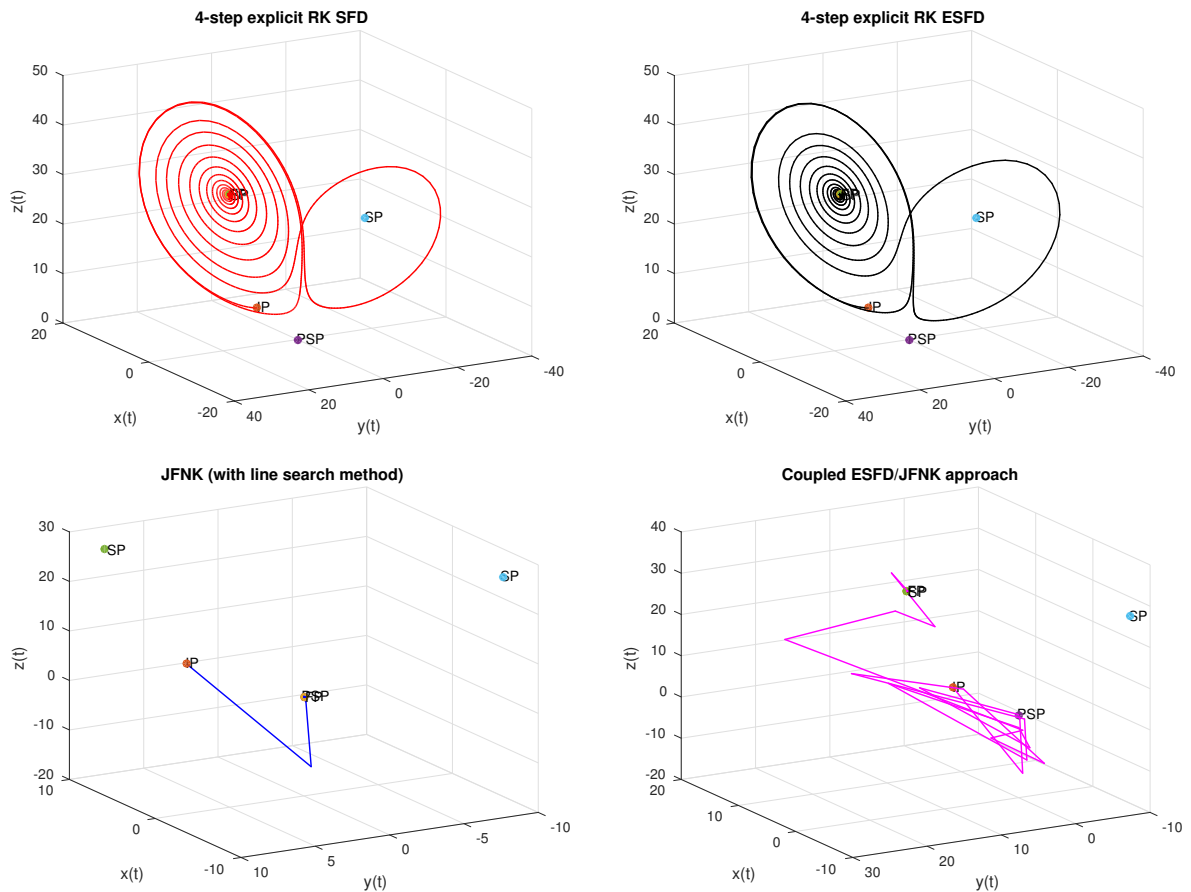 4-step explicit RK SFD
50
40
30
20
10
0
z(t)
SP
SP
IP
PSP
20
0
-20
x(t)
40
20
0
-20
-40
y(t)
4-step explicit RK ESFD
50
40
30
20
10
0
z(t)
SP
SP
IP
PSP
20
0
-20
x(t)
40
20
0
-20
-40
y(t)
JFNK (with line search method)
30
20
10
0
-10
-20
z(t)
SP
SP
IP
PSP
10
0
-10
x(t)
10
5
0
-5
-10
y(t)
Coupled ESFD/JFNK approach
40
30
20
10
0
-10
-20
z(t)
SP
SP
IP
PSP
20
10
0
-10
x(t)
30
20
10
0
-10
y(t)